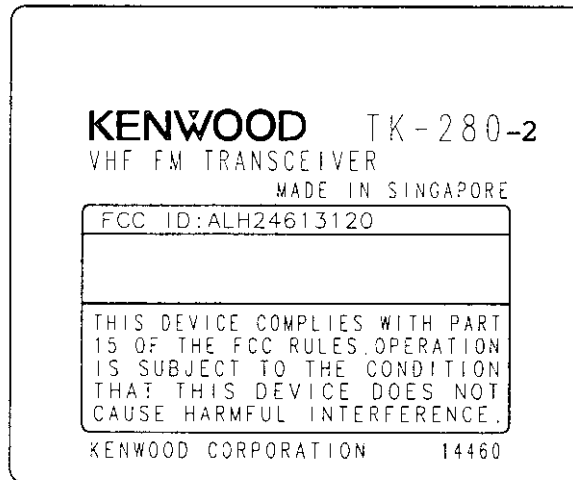 KENWOOD TK-280-2
VHF FM TRANSCEIVER
MADE IN SINGAPORE
FCC ID:ALH24613120
THIS DEVICE COMPLIES WITH PART
15 OF THE FCC RULES.OPERATION
IS SUBJECT TO THE CONDITION
THAT THIS DEVICE DOES NOT
CAUSE HARMFUL INTERFERENCE.
KENWOOD CORPORATION 14460